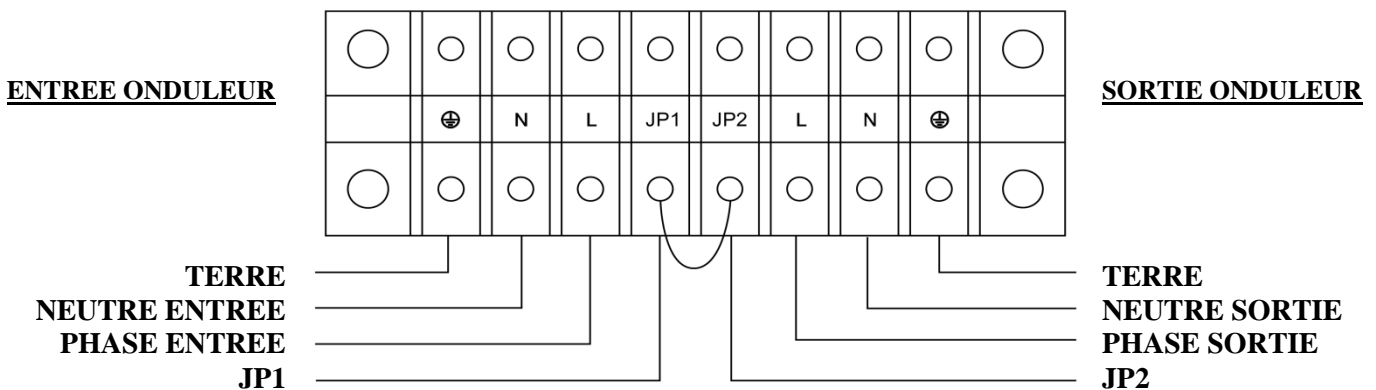 ENTREE ONDULEUR
SORTIE ONDULEUR
N L JP1 JP2 L N
TERRE
NEUTRE ENTREE
PHASE ENTREE
JP1
TERRE
NEUTRE SORTIE
PHASE SORTIE
JP2